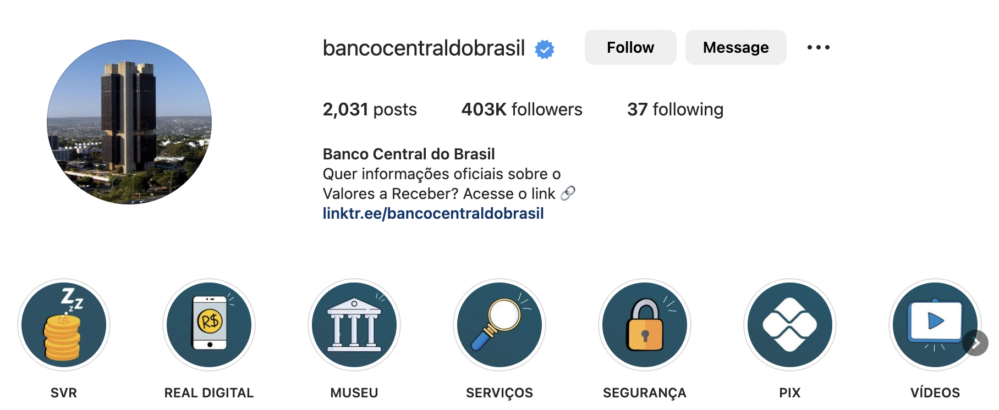 bancocentraldobrasil
Follow
Message
2,031 posts
403K followers
37 following
Banco Central do Brasil
Quer informações oficiais sobre o
Valores a Receber? Acesse o link 🔗
linktr.ee/bancocentraldobrasil
Z
z
Z
R$
SVR
REAL DIGITAL
MUSEU
SERVIÇOS
SEGURANÇA
PIX
VÍDEOS